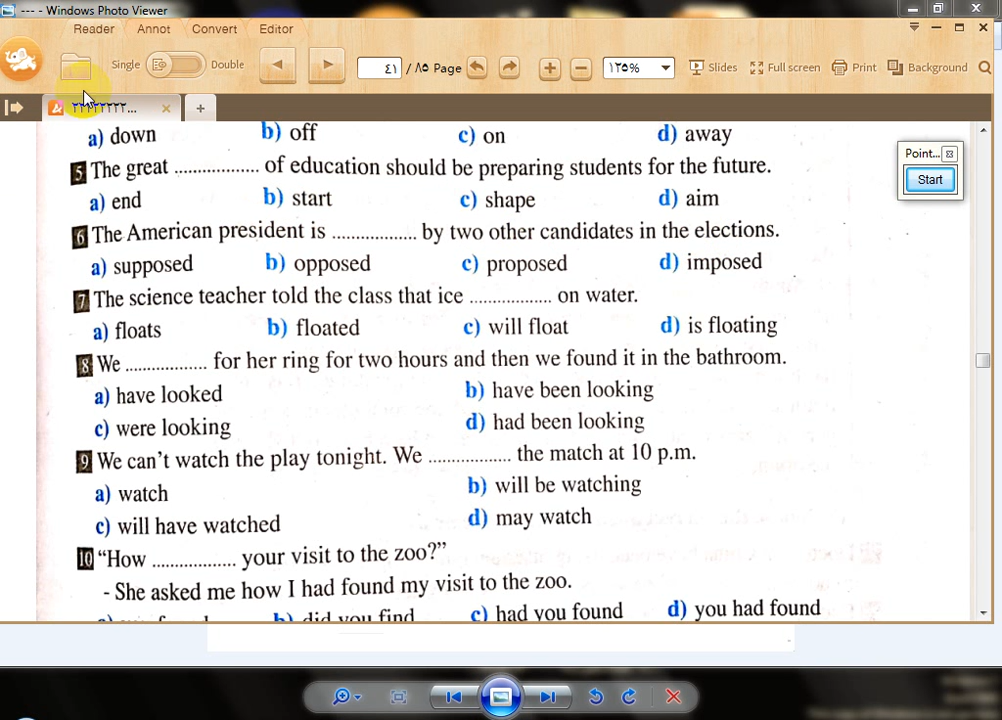 ---- - Windows Photo Viewer
Reader Annot Convert Editor
Single Double ٤١ / ٨٥ Page ١٢٥% Slides Full screen Print Background
٢٢٢٢٢٢٢٢...
a) down b) off c) on d) away
Point...
Start
5 The great ................. of education should be preparing students for the future.
a) end b) start c) shape d) aim
6 The American president is ................. by two other candidates in the elections.
a) supposed b) opposed c) proposed d) imposed
7 The science teacher told the class that ice ................. on water.
a) floats b) floated c) will float d) is floating
8 We ................. for her ring for two hours and then we found it in the bathroom.
a) have looked b) have been looking
c) were looking d) had been looking
9 We can't watch the play tonight. We ................. the match at 10 p.m.
a) watch b) will be watching
c) will have watched d) may watch
10 “How ................. your visit to the zoo?”
- She asked me how I had found my visit to the zoo.
b) did you find c) had you found d) you had found